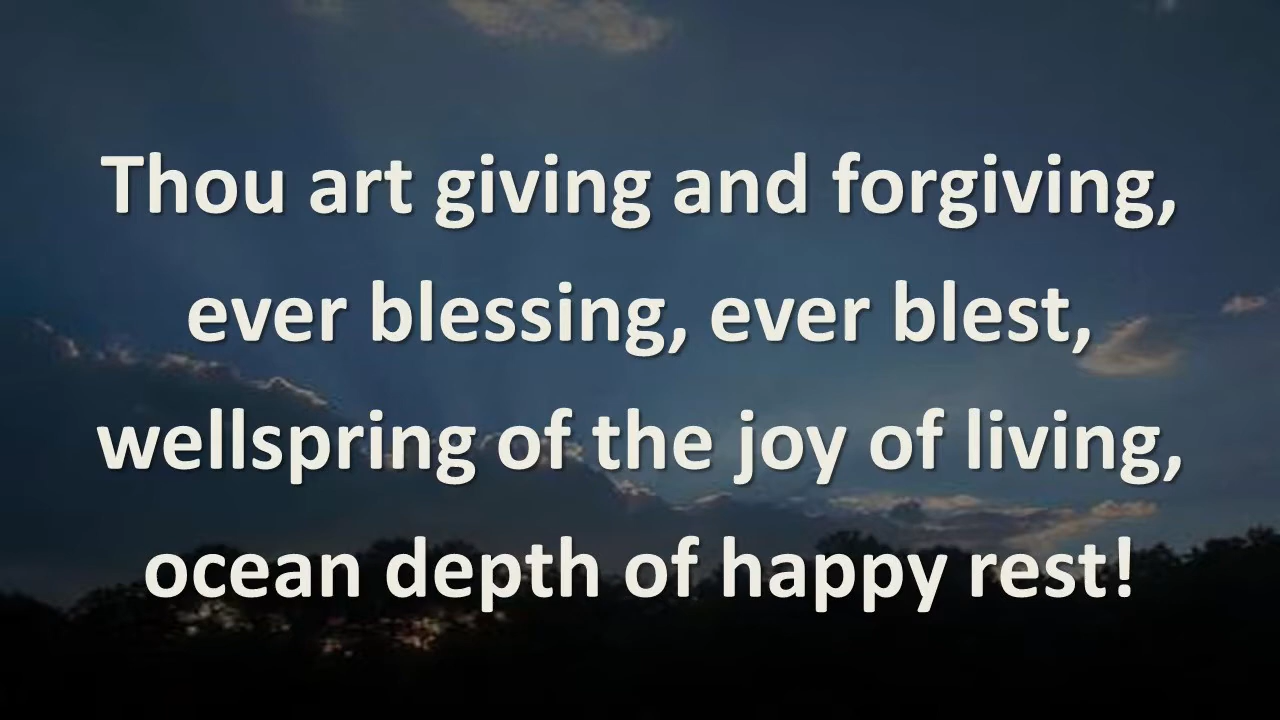 Thou art giving and forgiving,
ever blessing, ever blest,
wellspring of the joy of living,
ocean depth of happy rest!